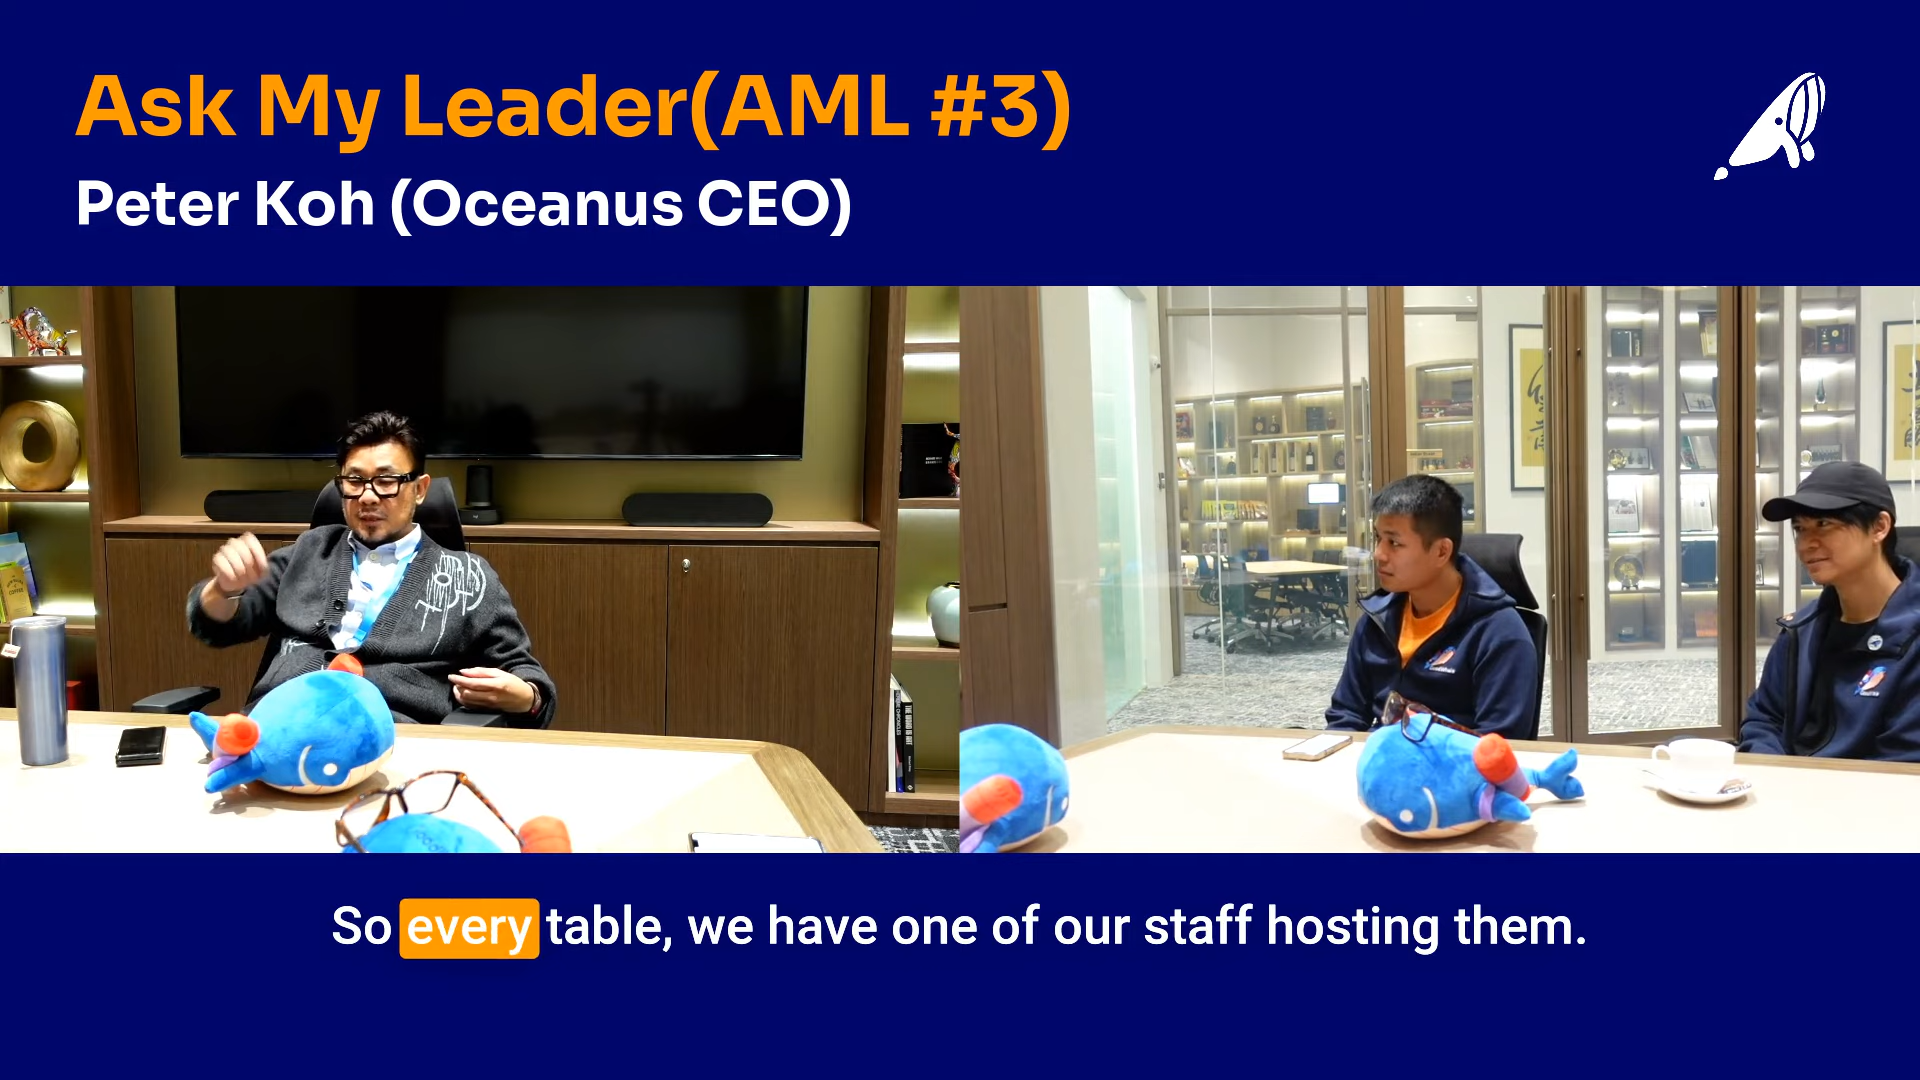 Ask My Leader(AML #3)
Peter Koh (Oceanus CEO)
So every table, we have one of our staff hosting them.